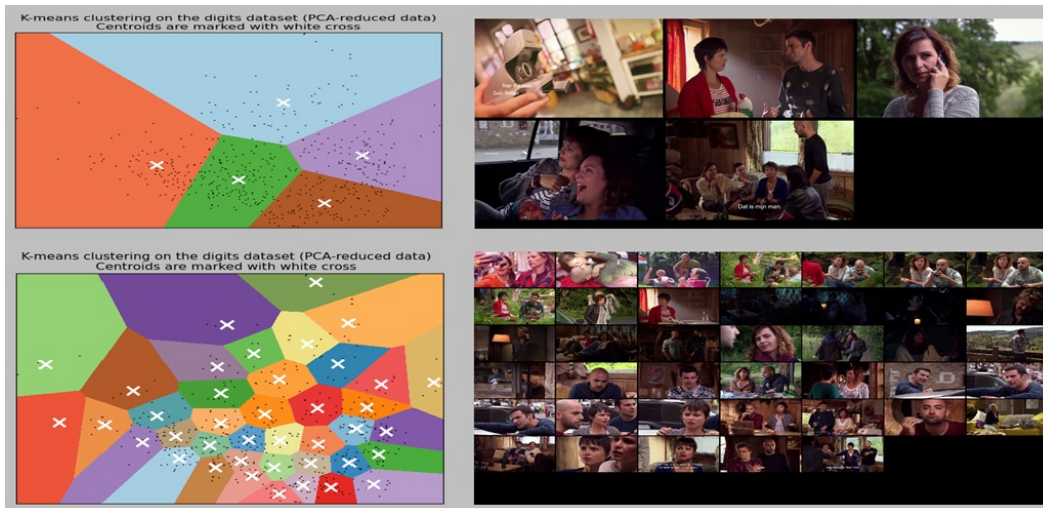 K-means clustering on the digits dataset (PCA-reduced data)
Centroids are marked with white cross
Dat is mijn man.
K-means clustering on the digits dataset (PCA-reduced data)
Centroids are marked with white cross